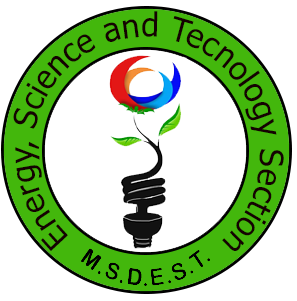 Energy, Science and Tecnology Section
M.S.D.E.S.T.